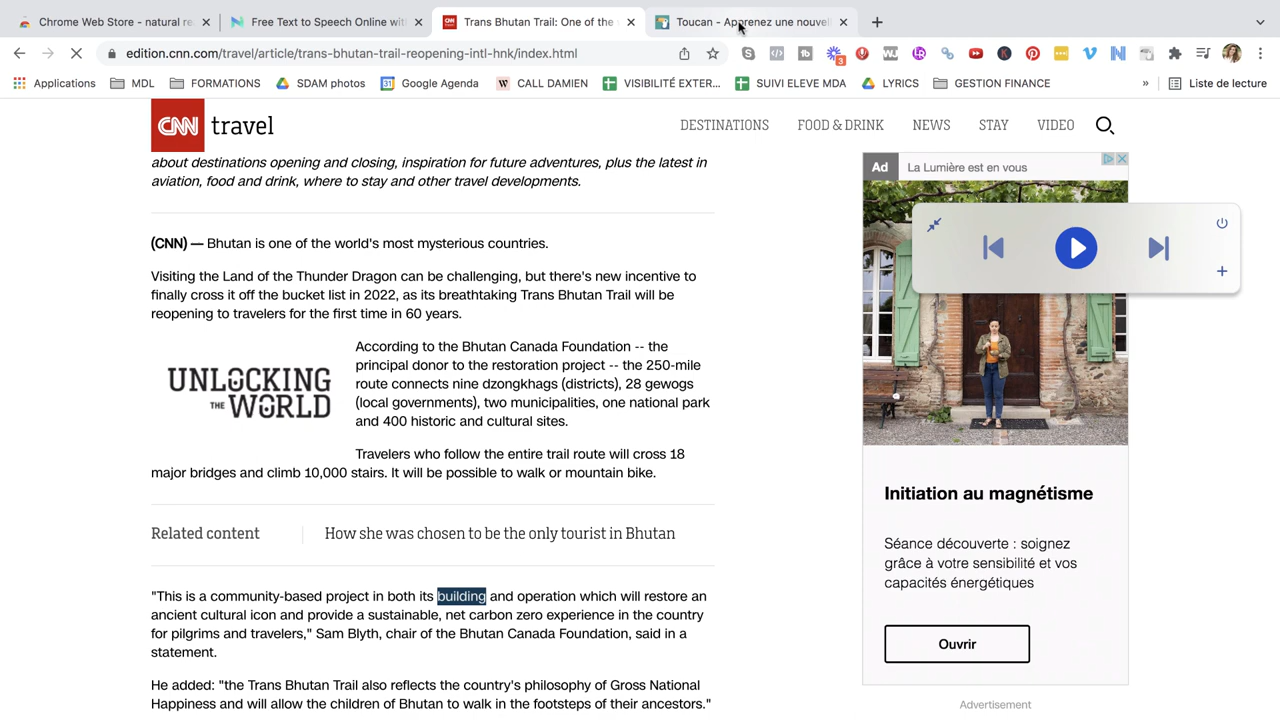 Chrome Web Store - natural re
Free Text to Speech Online wit
Trans Bhutan Trail: One of the
Toucan - Apprenez une nouvel
edition.cnn.com/travel/article/trans-bhutan-trail-reopening-intl-hnk/index.html
3
Applications
MDL
FORMATIONS
SDAM photos
31
Google Agenda
CALL DAMIEN
VISIBILITÉ EXTER...
SUIVI ELEVE MDA
LYRICS
GESTION FINANCE
»
Liste de lecture
CNN travel
DESTINATIONS
FOOD & DRINK
NEWS
STAY
VIDEO
about destinations opening and closing, inspiration for future adventures, plus the latest in
aviation, food and drink, where to stay and other travel developments.
(CNN) — Bhutan is one of the world's most mysterious countries.
Visiting the Land of the Thunder Dragon can be challenging, but there's new incentive to
finally cross it off the bucket list in 2022, as its breathtaking Trans Bhutan Trail will be
reopening to travelers for the first time in 60 years.
UNLOCKING
THE WORLD
According to the Bhutan Canada Foundation -- the
principal donor to the restoration project -- the 250-mile
route connects nine dzongkhags (districts), 28 gewogs
(local governments), two municipalities, one national park
and 400 historic and cultural sites.
Travelers who follow the entire trail route will cross 18
major bridges and climb 10,000 stairs. It will be possible to walk or mountain bike.
Related content
How she was chosen to be the only tourist in Bhutan
"This is a community-based project in both its building and operation which will restore an
ancient cultural icon and provide a sustainable, net carbon zero experience in the country
for pilgrims and travelers," Sam Blyth, chair of the Bhutan Canada Foundation, said in a
statement.
He added: "the Trans Bhutan Trail also reflects the country's philosophy of Gross National
Happiness and will allow the children of Bhutan to walk in the footsteps of their ancestors."
Ad
La Lumière est en vous
Initiation au magnétisme
Séance découverte : soignez
grâce à votre sensibilité et vos
capacités énergétiques
Ouvrir
Advertisement